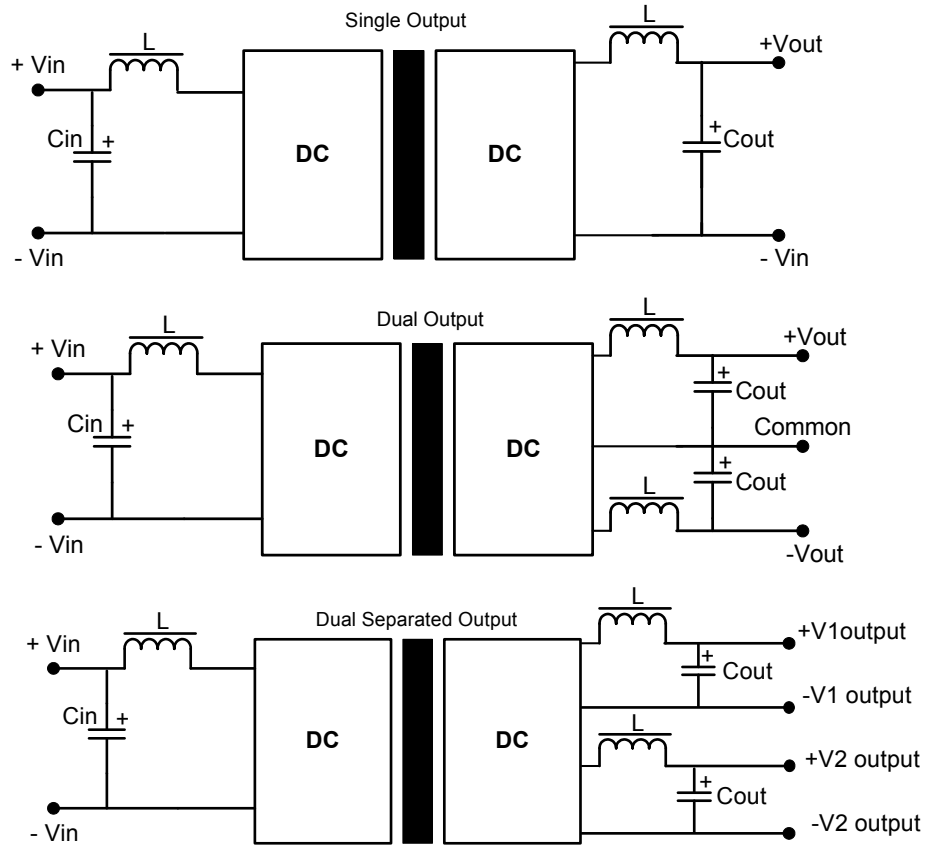 Single Output
L
L
+Vout
+ Vin
Cin
+
DC
DC
+
Cout
- Vin
- Vin
Dual Output
L
L
+ Vin
+Vout
+
Cout
Cin
+
Common
DC
DC
+
Cout
L
- Vin
-Vout
Dual Separated Output
L
L
+ Vin
+V1output
+
Cout
-V1 output
Cin
+
L
DC
DC
+V2 output
+
Cout
- Vin
-V2 output